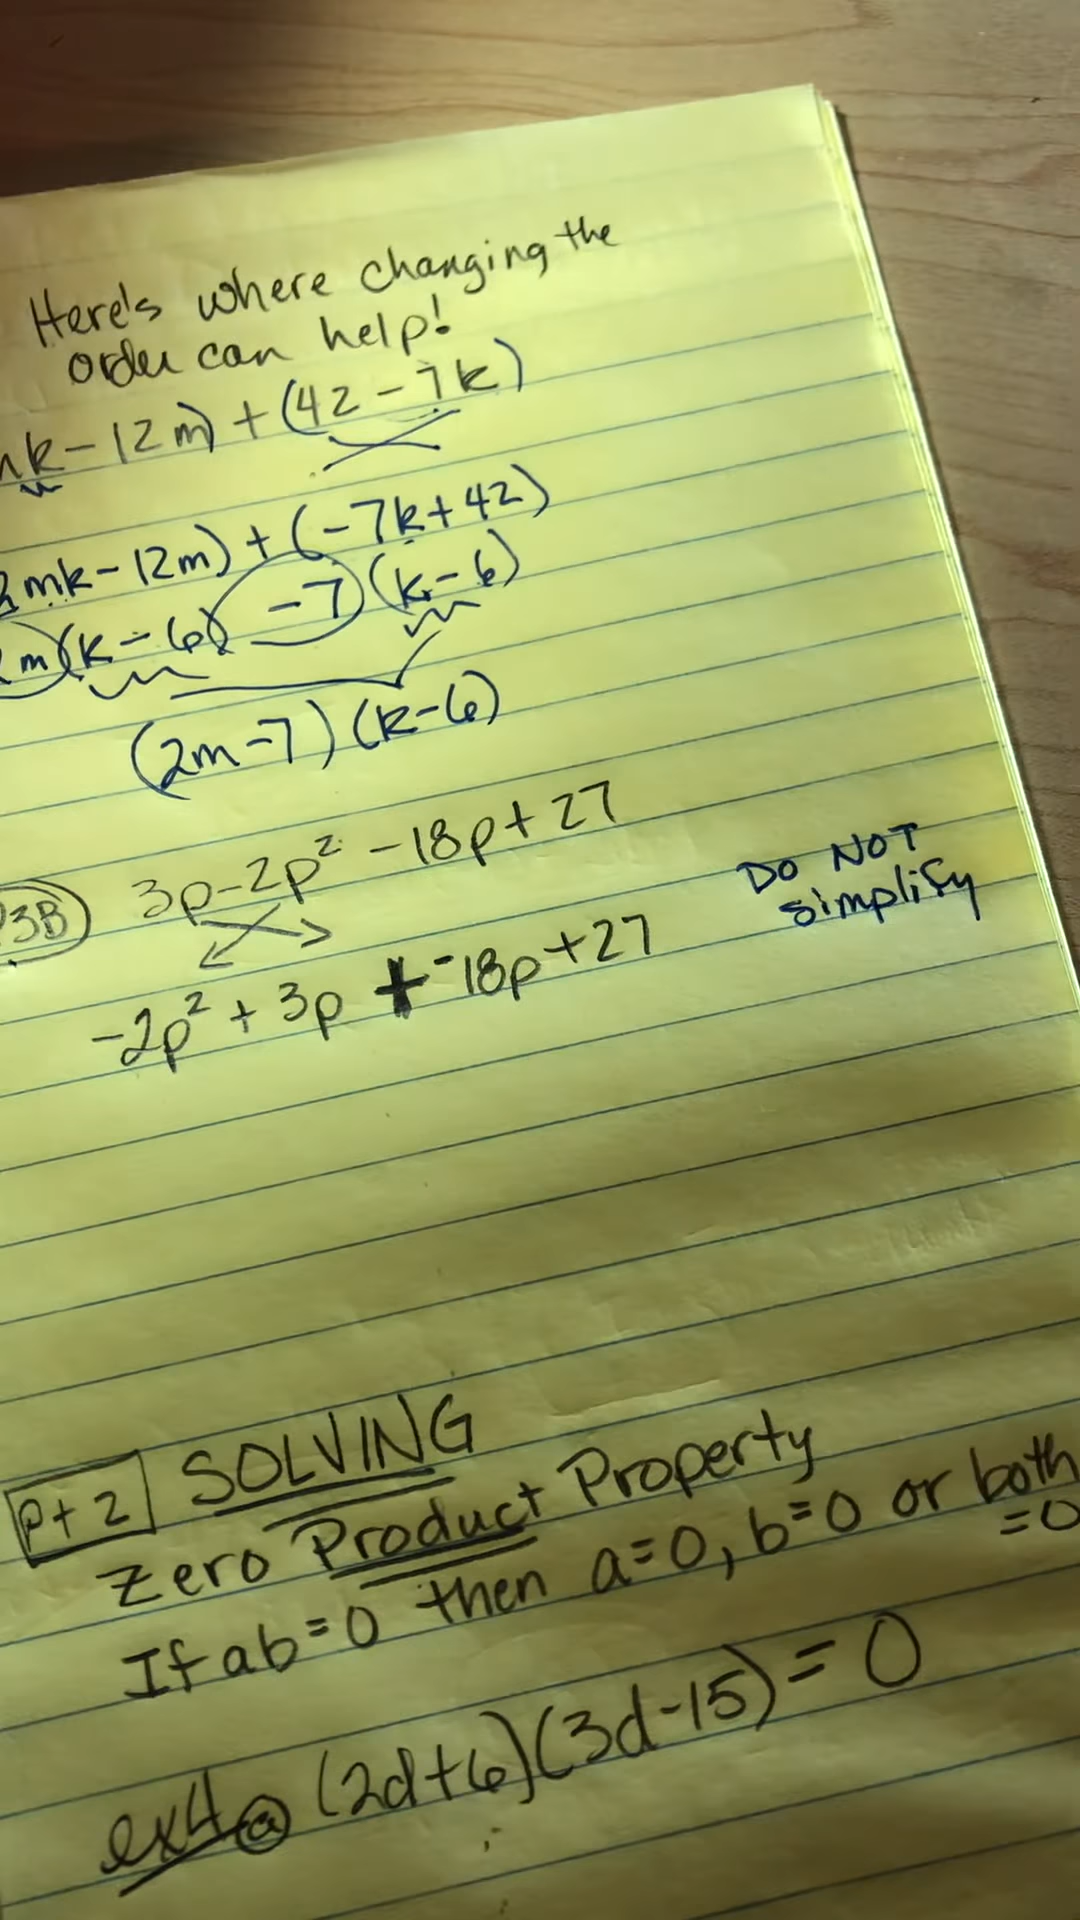 Here's where changing the
order can help!
mk - 12m) + (42 - 7k)
2mk - 12m) + (-7k + 42)
m(k - 6) - 7(k - 6)
(2m - 7)(k - 6)
3B) 3p - 2p² - 18p + 27
DO NOT
simplify
-2p² + 3p + -18p + 27
pt 2 SOLVING
Zero Product Property
If ab = 0 then a = 0, b = 0 or both
= 0
ex4 a (2d + 6)(3d - 15) = 0